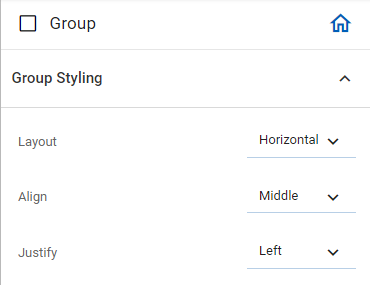 Group
Group Styling
Layout Horizontal
Align Middle
Justify Left